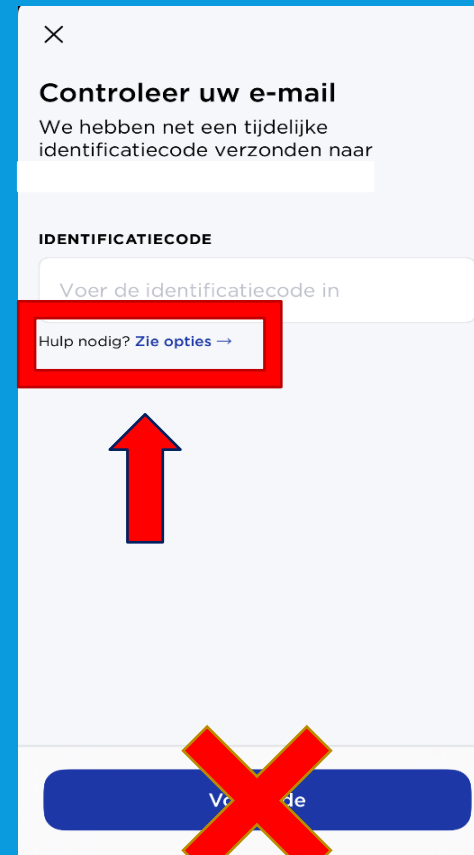 Controleer uw e-mail
We hebben net een tijdelijke
identificatiecode verzonden naar
IDENTIFICATIECODE
Voer de identificatiecode in
Hulp nodig? Zie opties →